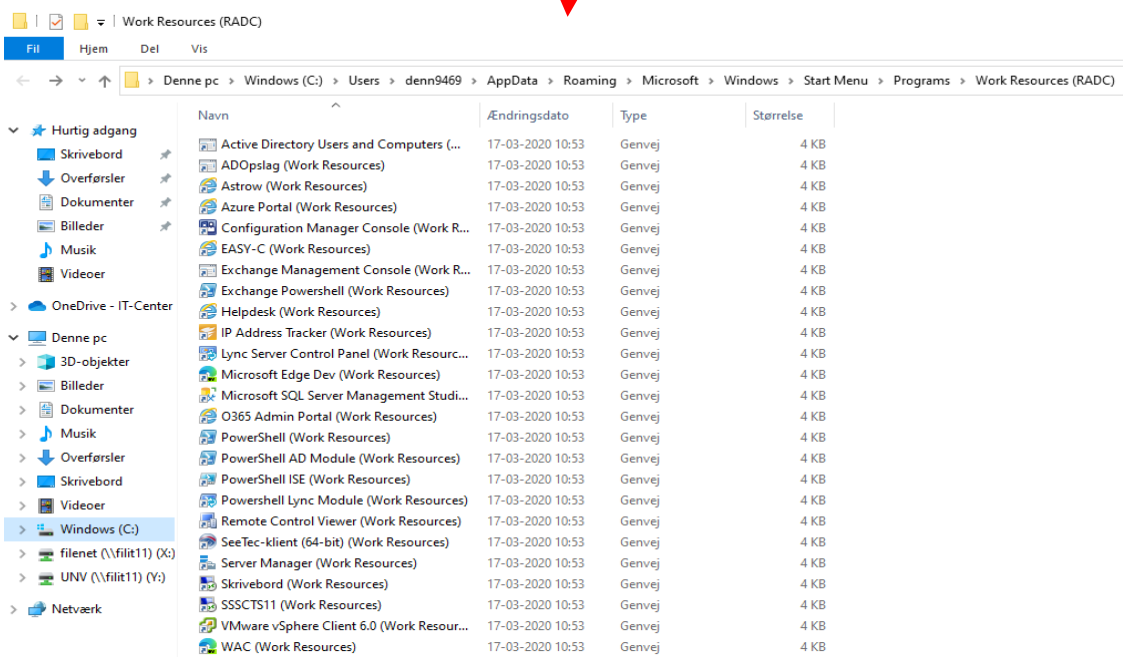 Work Resources (RADC)
Fil Hjem Del Vis
Denne pc Windows (C:) Users denn9469 AppData Roaming Microsoft Windows Start Menu Programs Work Resources (RADC)
Navn Ændringsdato Type Størrelse
Hurtig adgang
Skrivebord
Overførsler
Dokumenter
Billeder
Musik
Videoer
OneDrive - IT-Center
Denne pc
3D-objekter
Billeder
Dokumenter
Musik
Overførsler
Skrivebord
Videoer
Windows (C:)
filenet (\\filit11) (X:)
UNV (\\filit11) (Y:)
Netværk
Active Directory Users and Computers (... 17-03-2020 10:53 Genvej 4 KB
ADOpslag (Work Resources) 17-03-2020 10:53 Genvej 4 KB
Astrow (Work Resources) 17-03-2020 10:53 Genvej 4 KB
Azure Portal (Work Resources) 17-03-2020 10:53 Genvej 4 KB
Configuration Manager Console (Work R... 17-03-2020 10:53 Genvej 4 KB
EASY-C (Work Resources) 17-03-2020 10:53 Genvej 4 KB
Exchange Management Console (Work R... 17-03-2020 10:53 Genvej 4 KB
Exchange Powershell (Work Resources) 17-03-2020 10:53 Genvej 4 KB
Helpdesk (Work Resources) 17-03-2020 10:53 Genvej 4 KB
IP Address Tracker (Work Resources) 17-03-2020 10:53 Genvej 4 KB
Lync Server Control Panel (Work Resourc... 17-03-2020 10:53 Genvej 4 KB
Microsoft Edge Dev (Work Resources) 17-03-2020 10:53 Genvej 4 KB
Microsoft SQL Server Management Studi... 17-03-2020 10:53 Genvej 4 KB
O365 Admin Portal (Work Resources) 17-03-2020 10:53 Genvej 4 KB
PowerShell (Work Resources) 17-03-2020 10:53 Genvej 4 KB
PowerShell AD Module (Work Resources) 17-03-2020 10:53 Genvej 4 KB
PowerShell ISE (Work Resources) 17-03-2020 10:53 Genvej 4 KB
Powershell Lync Module (Work Resources) 17-03-2020 10:53 Genvej 4 KB
Remote Control Viewer (Work Resources) 17-03-2020 10:53 Genvej 4 KB
SeeTec-klient (64-bit) (Work Resources) 17-03-2020 10:53 Genvej 4 KB
Server Manager (Work Resources) 17-03-2020 10:53 Genvej 4 KB
Skrivebord (Work Resources) 17-03-2020 10:53 Genvej 4 KB
SSSCTS11 (Work Resources) 17-03-2020 10:53 Genvej 4 KB
VMware vSphere Client 6.0 (Work Resour... 17-03-2020 10:53 Genvej 4 KB
WAC (Work Resources) 17-03-2020 10:53 Genvej 4 KB